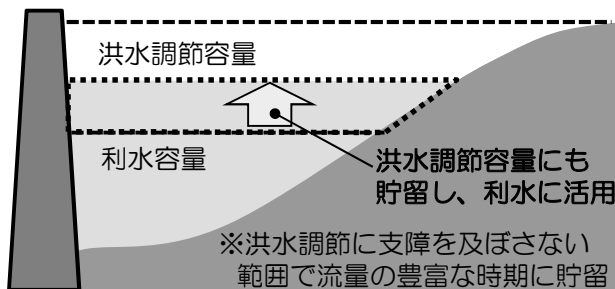 洪水調節容量
利水容量
洪水調節容量にも
貯留し、利水に活用
※洪水調節に支障を及ぼさない
範囲で流量の豊富な時期に貯留